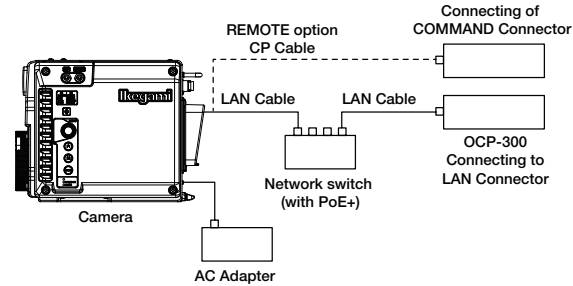 Connecting of
COMMAND Connector
REMOTE option
CP Cable
Ikegami
LAN Cable
LAN Cable
OCP-300
Connecting to
LAN Connector
Network switch
(with PoE+)
Camera
AC Adapter